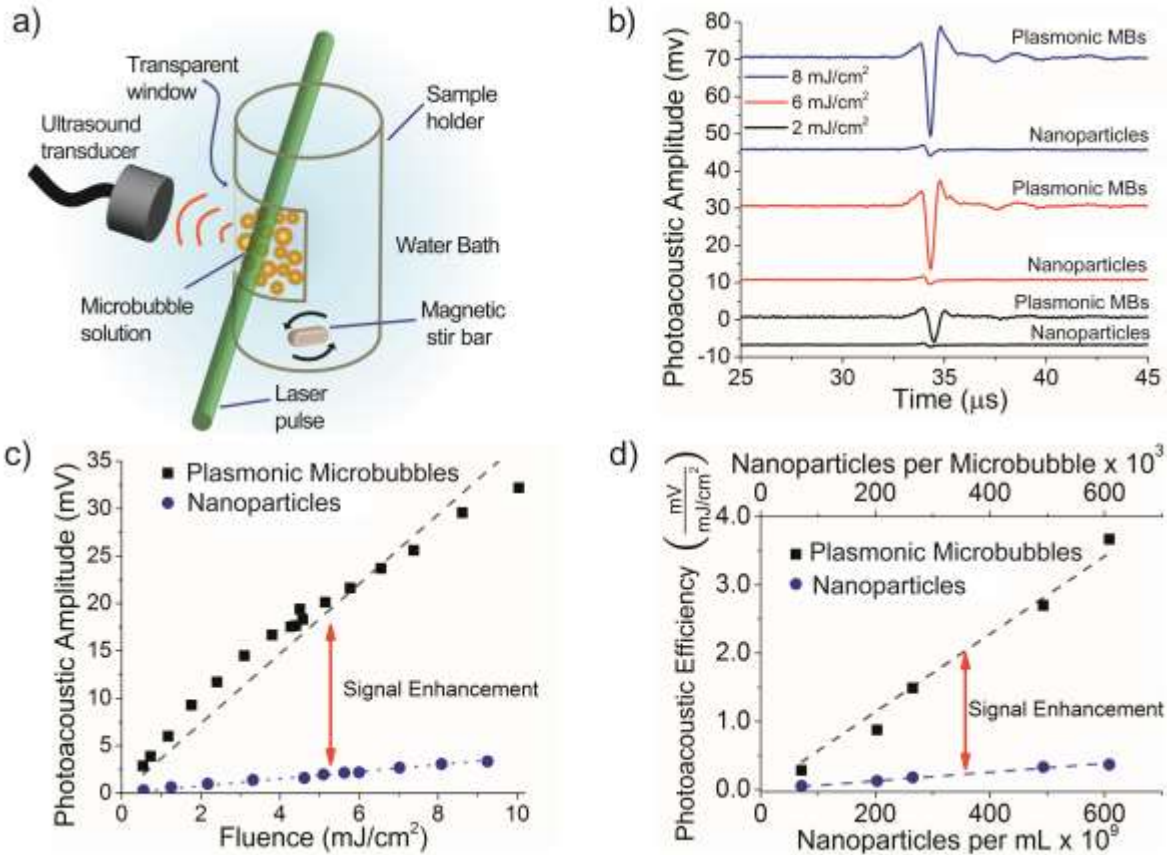 a)
Transparent
window
Ultrasound
transducer
Sample
holder
Water Bath
Microbubble
solution
Magnetic
stir bar
Laser
pulse
b)
Photoacoustic Amplitude (mv)
80
70
60
50
40
30
20
10
0
-10
Plasmonic MBs
8 mJ/cm²
6 mJ/cm²
2 mJ/cm²
Nanoparticles
Plasmonic MBs
Nanoparticles
Plasmonic MBs
Nanoparticles
25 30 35 40 45
Time (μs)
c)
Photoacoustic Amplitude (mV)
35
30
25
20
15
10
5
0
Plasmonic Microbubbles
Nanoparticles
Signal Enhancement
0 2 4 6 8 10
Fluence (mJ/cm²)
d)
Nanoparticles per Microbubble x 10³
0 200 400 600
Photoacoustic Efficiency (mV / mJ/cm²)
4.0
3.0
2.0
1.0
0.0
Plasmonic Microbubbles
Nanoparticles
Signal Enhancement
0 200 400 600
Nanoparticles per mL x 10⁹